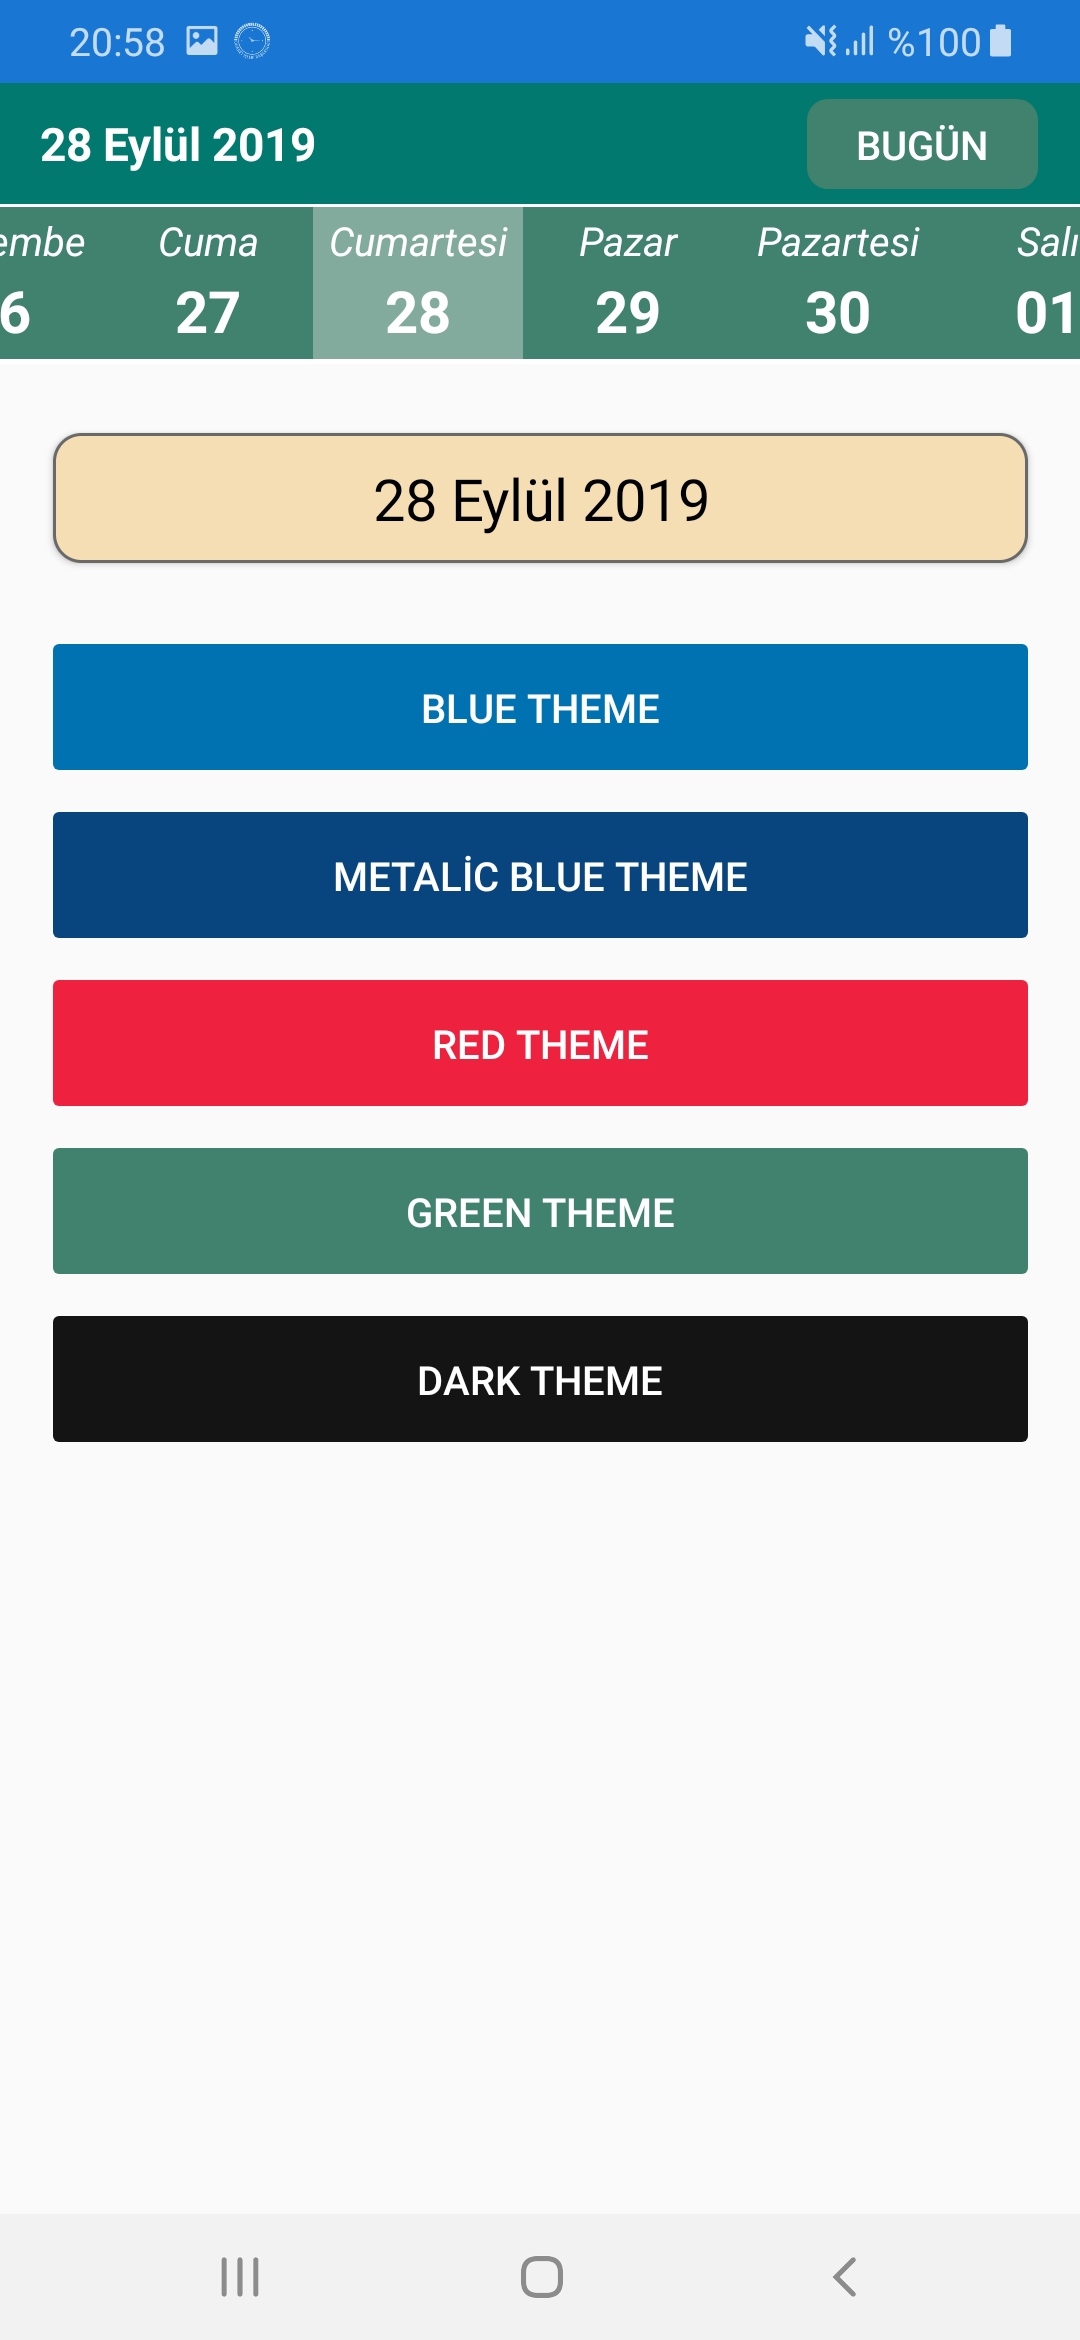 20:58 %100
28 Eylül 2019 BUGÜN
embe Cuma Cumartesi Pazar Pazartesi Salı
6 27 28 29 30 01
28 Eylül 2019
BLUE THEME
METALİC BLUE THEME
RED THEME
GREEN THEME
DARK THEME